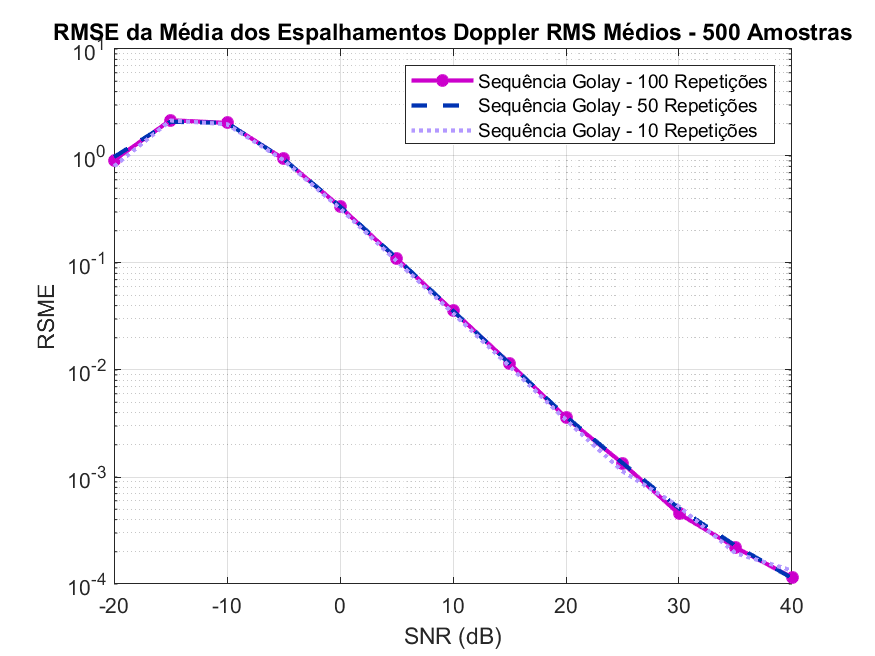 RMSE da Média dos Espalhamentos Doppler RMS Médios - 500 Amostras
10^1
Sequência Golay - 100 Repetições
Sequência Golay - 50 Repetições
Sequência Golay - 10 Repetições
10^0
10^-1
RSME
10^-2
10^-3
10^-4
-20 -10 0 10 20 30 40
SNR (dB)